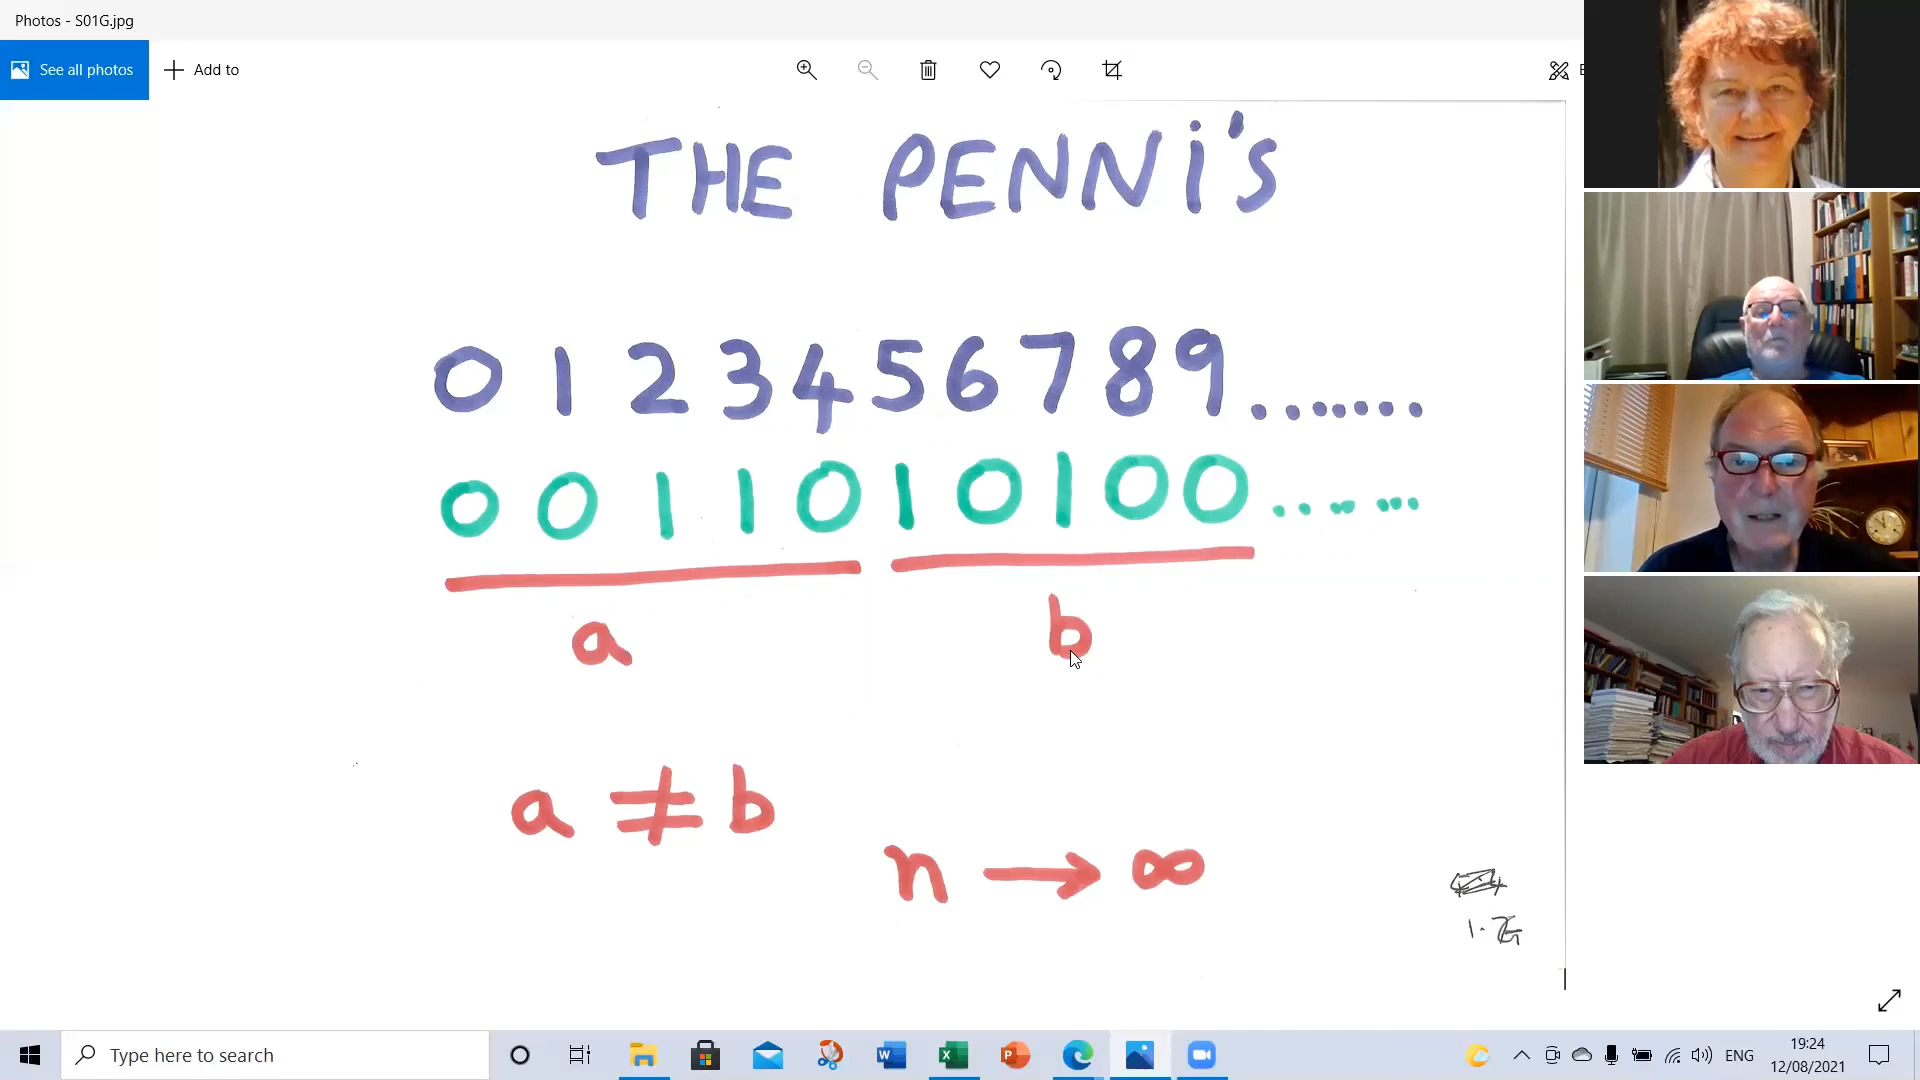 Photos - S01G.jpg
See all photos
Add to
THE PENNi's
0 1 2 3 4 5 6 7 8 9 .......
0 0 1 1 0 1 0 1 0 0 .......
a b
a ≠ b
n → ∞
Type here to search
ENG
19:24
12/08/2021